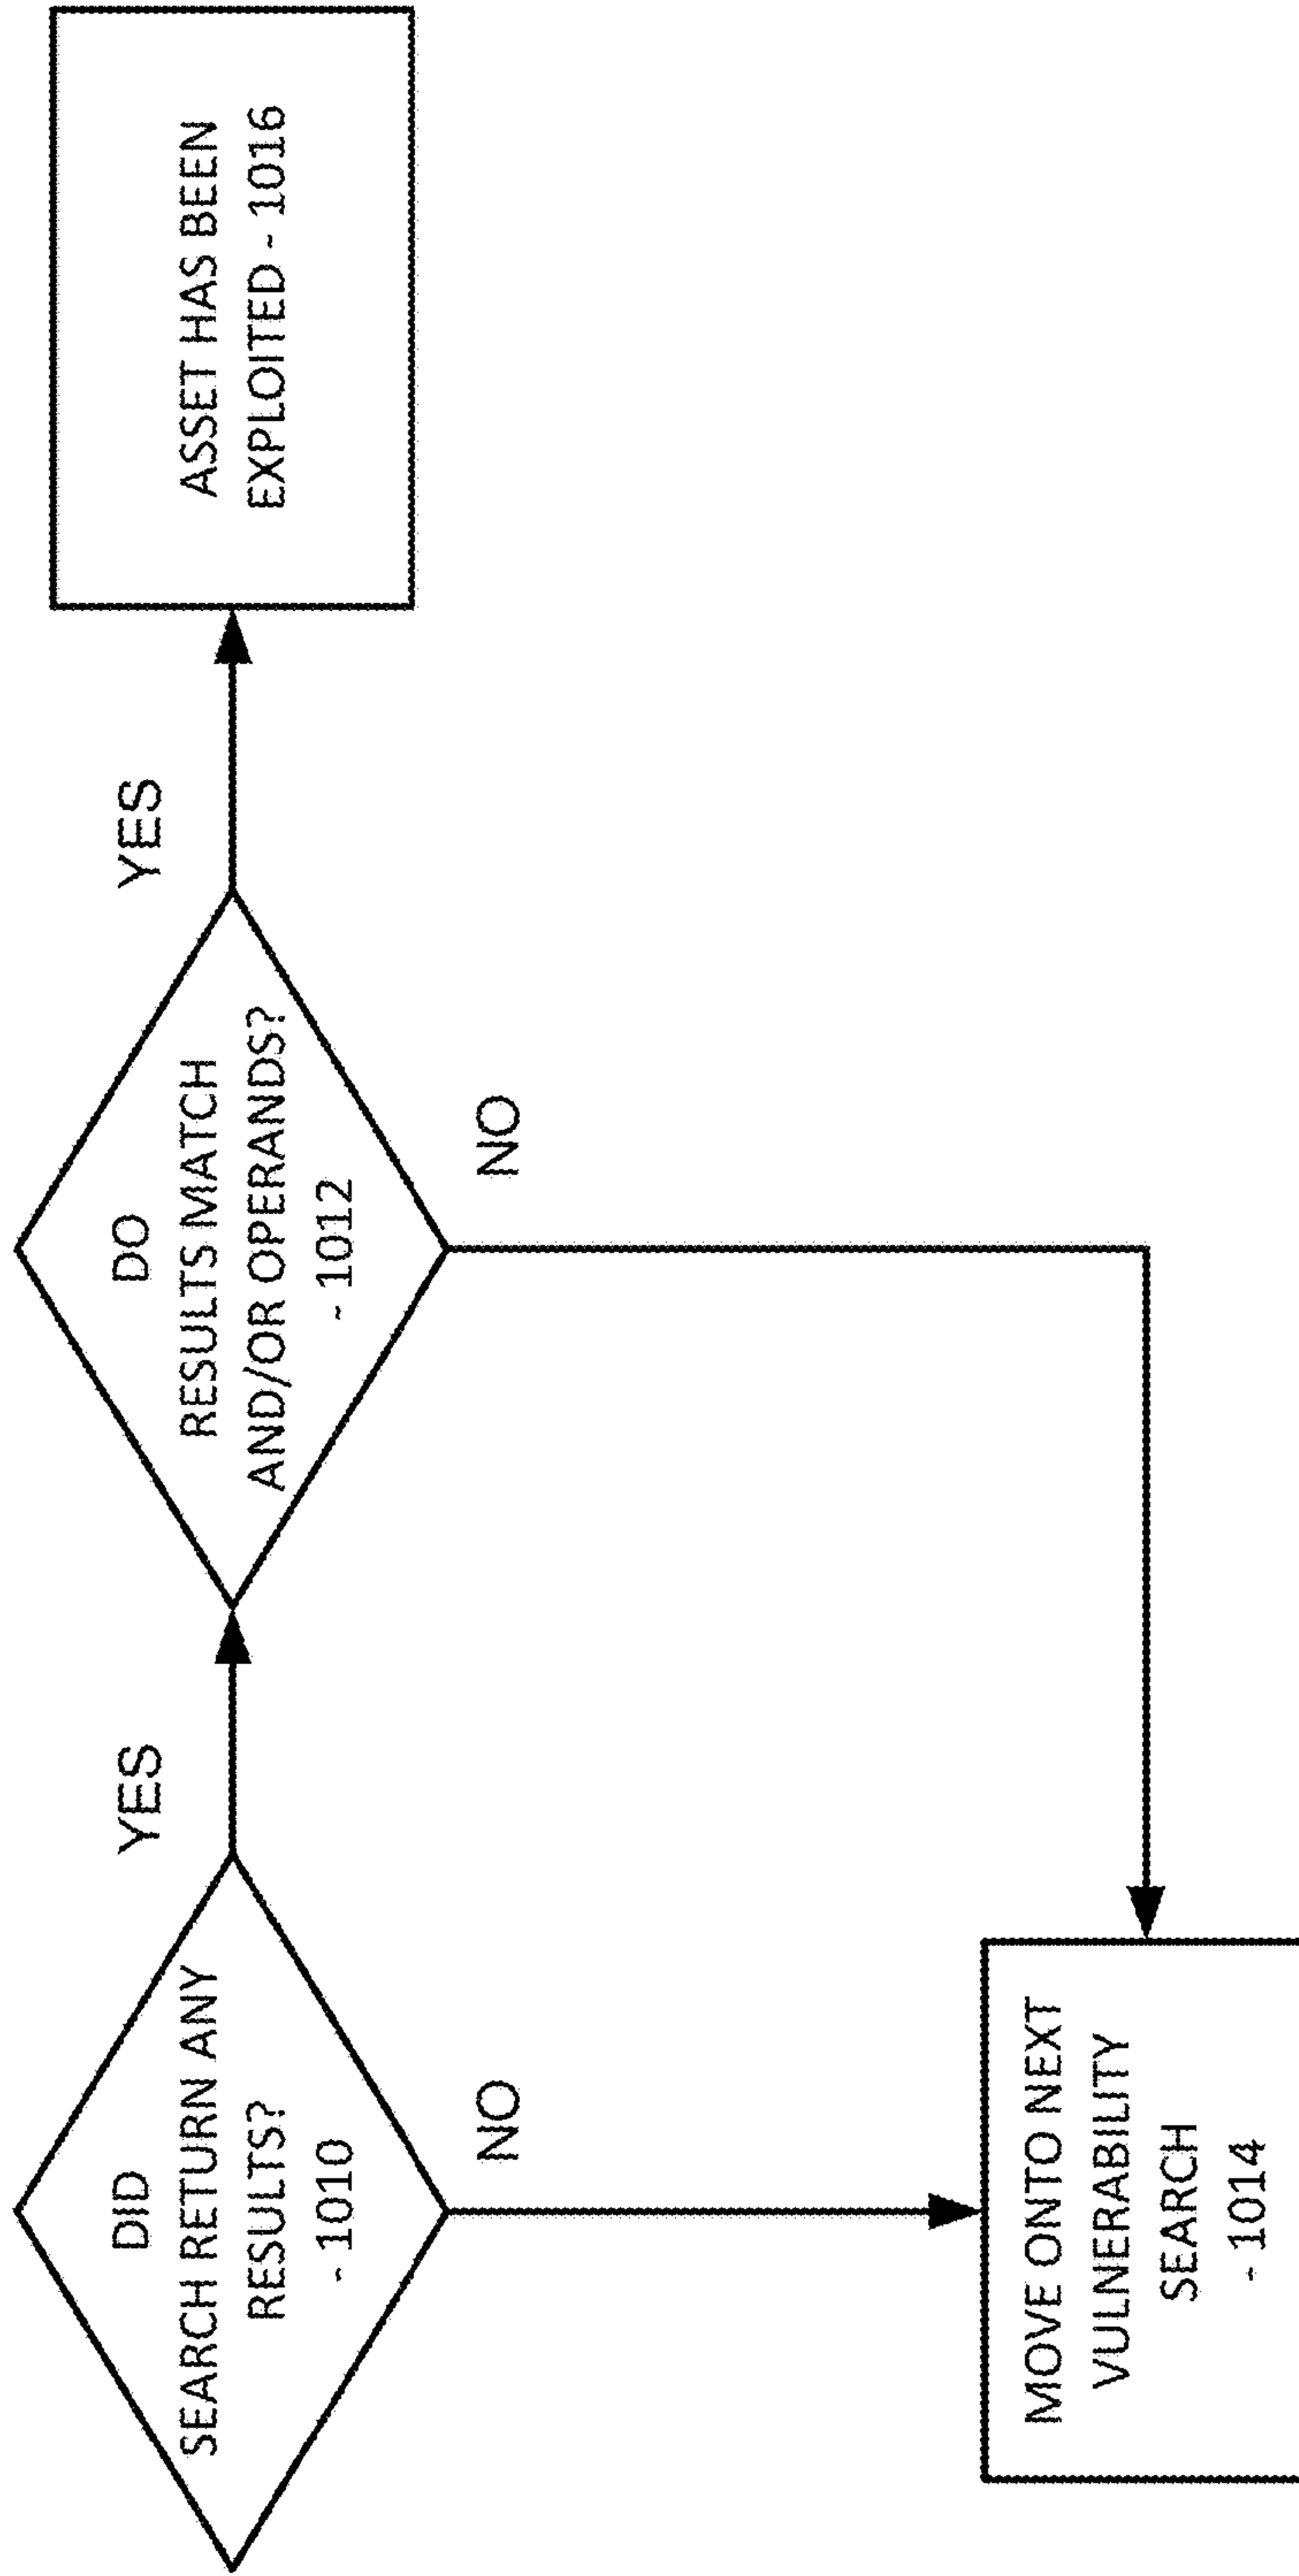 DID
SEARCH RETURN ANY
RESULTS?
- 1010
YES
NO
DO
RESULTS MATCH
AND/OR OPERANDS?
- 1012
YES
NO
ASSET HAS BEEN
EXPLOITED - 1016
MOVE ONTO NEXT
VULNERABILITY
SEARCH
- 1014